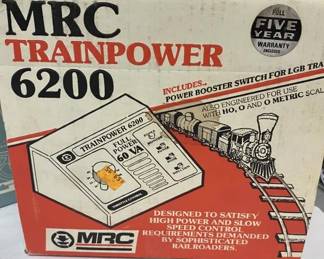 MRC
TRAINPOWER
6200
FULL
FIVE
YEAR
WARRANTY
INCLUDES..
POWER BOOSTER SWITCH FOR LGB TRA
ALSO ENGINEERED FOR USE
WITH HO, O AND O METRIC SCAL
TRAINPOWER 6200
FULL
POWER
60 VA
DESIGNED TO SATISFY
HIGH POWER AND SLOW
SPEED CONTROL
REQUIREMENTS DEMANDED
BY SOPHISTICATED
RAILROADERS.
MRC